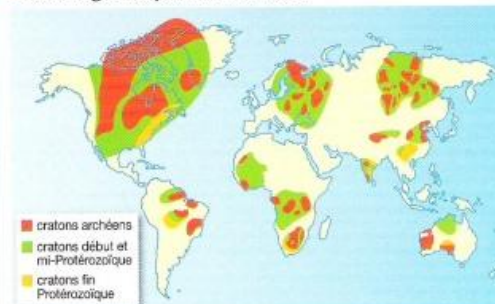 cratons archéens
cratons début et
mi-Protérozoïque
cratons fin
Protérozoïque